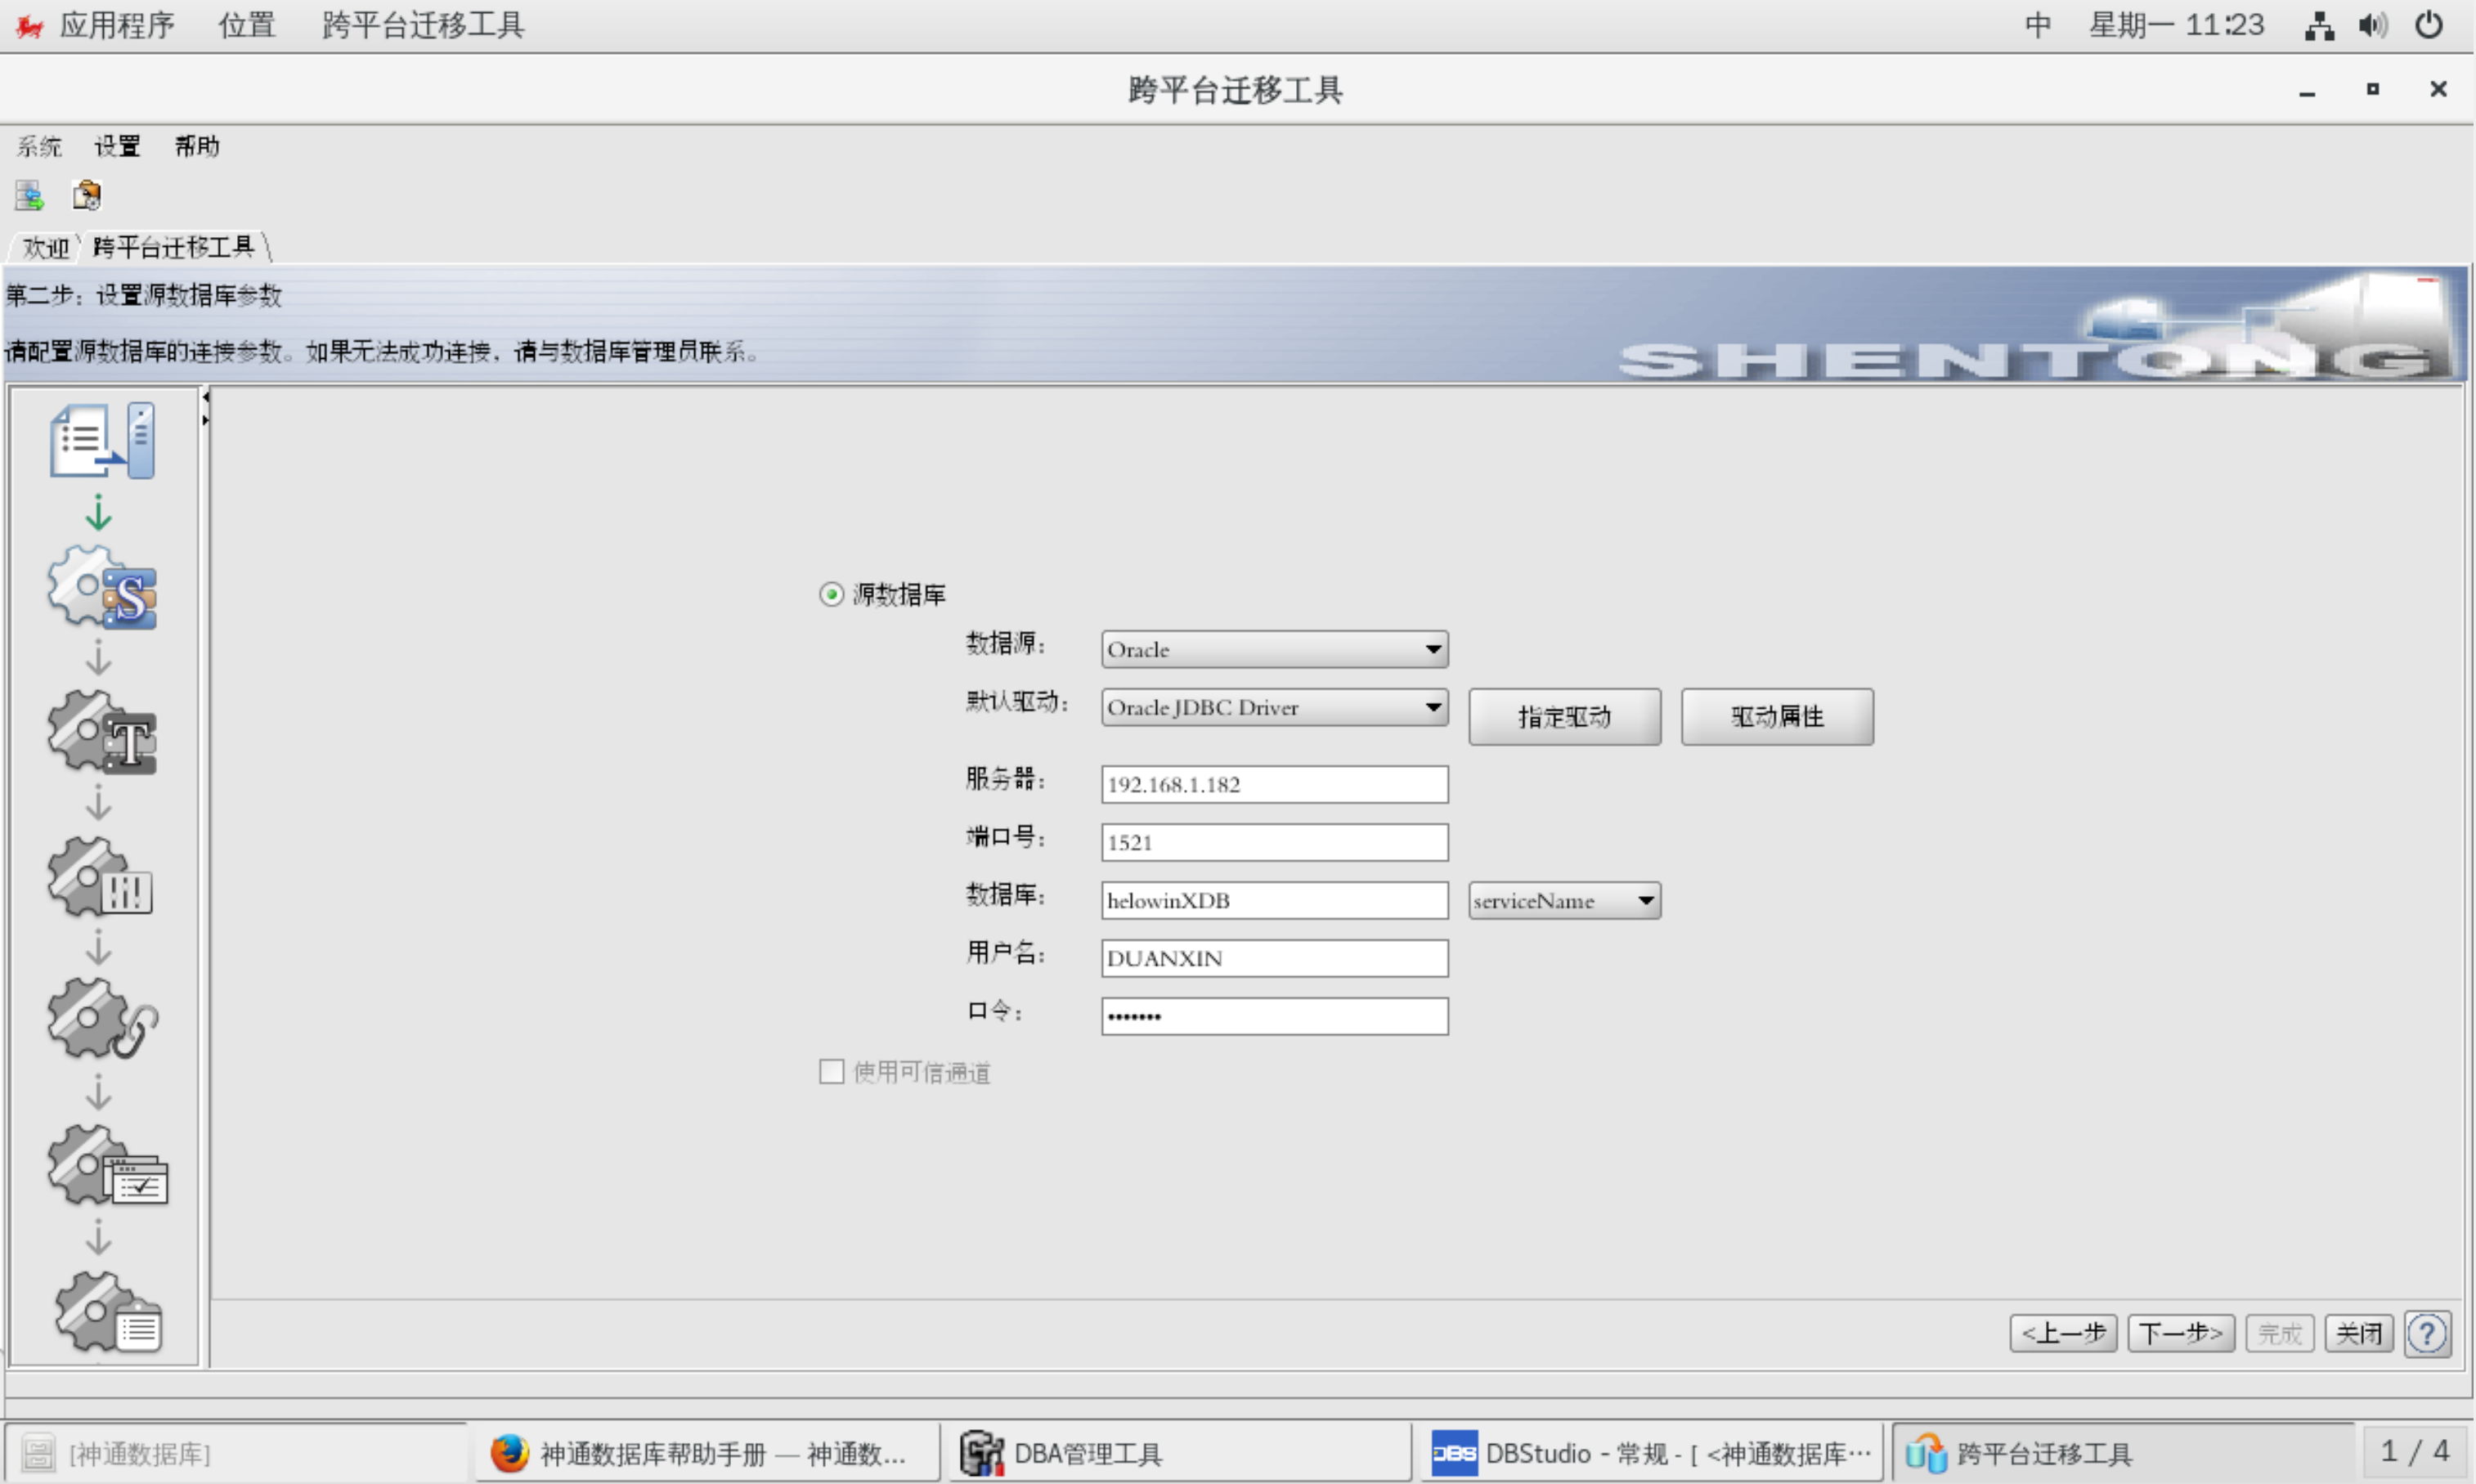 应用程序 位置 跨平台迁移工具 中 星期一 11:23
跨平台迁移工具
系统 设置 帮助
欢迎 跨平台迁移工具
第二步：设置源数据库参数
请配置源数据库的连接参数。如果无法成功连接，请与数据库管理员联系。
SHENTONG
S
T
源数据库
数据源： Oracle
默认驱动： Oracle JDBC Driver 指定驱动 驱动属性
服务器： 192.168.1.182
端口号： 1521
数据库： helowinXDB serviceName
用户名： DUANXIN
口令： •••••••
使用可信通道
<上一步 下一步> 完成 关闭 ?
[神通数据库] 神通数据库帮助手册 — 神通数... DBA管理工具 DBS DBStudio - 常规 - [ <神通数据库… 跨平台迁移工具 1 / 4